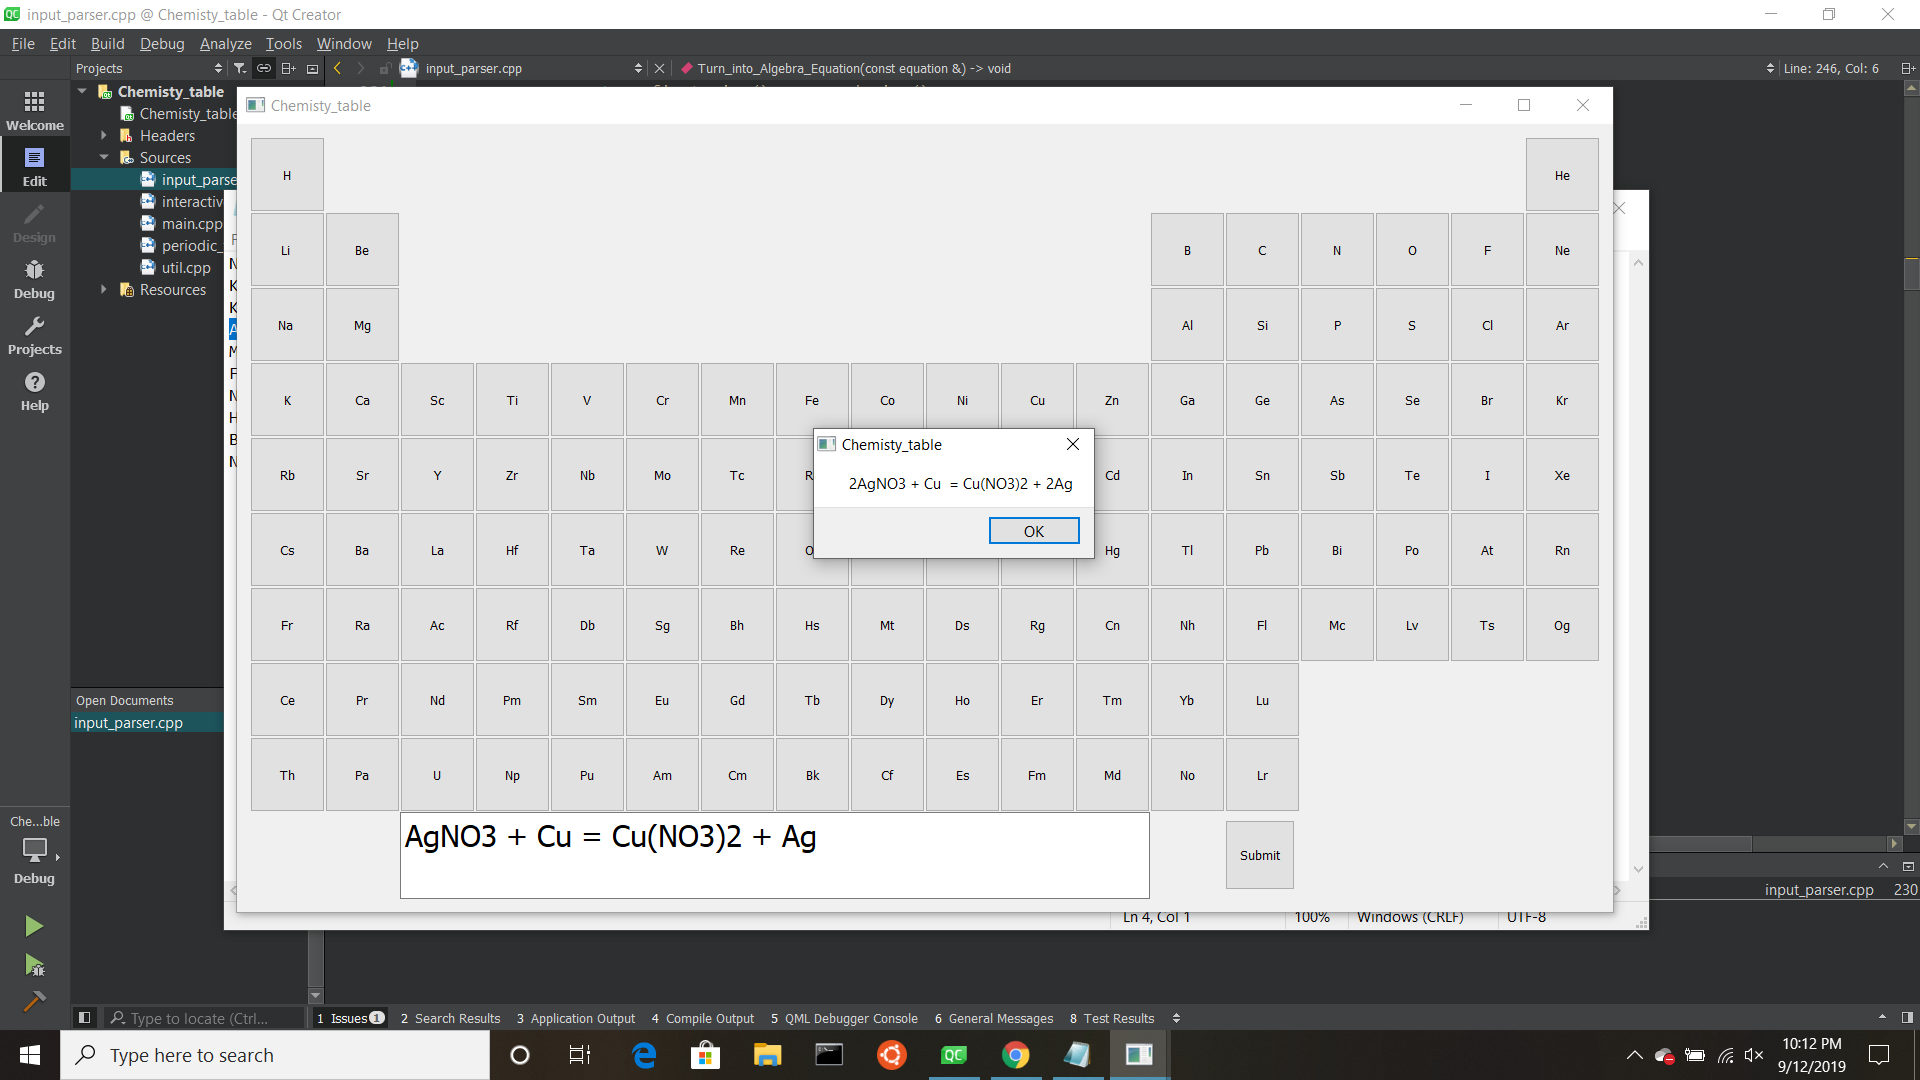 input_parser.cpp @ Chemisty_table - Qt Creator
File Edit Build Debug Analyze Tools Window Help
Projects input_parser.cpp Turn_into_Algebra_Equation(const equation &) -> void Line: 246, Col: 6
Chemisty_table
Chemisty_table
Headers
Sources
input_parse
interactiv
main.cpp
periodic_
util.cpp
Resources
Welcome
Edit
Design
Debug
Projects
Help
Chemisty_table
H He
Li Be B C N O F Ne
Na Mg Al Si P S Cl Ar
K Ca Sc Ti V Cr Mn Fe Co Ni Cu Zn Ga Ge As Se Br Kr
Rb Sr Y Zr Nb Mo Tc R Cd In Sn Sb Te I Xe
Cs Ba La Hf Ta W Re O Hg Tl Pb Bi Po At Rn
Fr Ra Ac Rf Db Sg Bh Hs Mt Ds Rg Cn Nh Fl Mc Lv Ts Og
Ce Pr Nd Pm Sm Eu Gd Tb Dy Ho Er Tm Yb Lu
Th Pa U Np Pu Am Cm Bk Cf Es Fm Md No Lr
Chemisty_table
2AgNO3 + Cu = Cu(NO3)2 + 2Ag
OK
AgNO3 + Cu = Cu(NO3)2 + Ag
Submit
Open Documents
input_parser.cpp
Che...ble
Debug
input_parser.cpp 230
Ln 4, Col 1 100% Windows (CRLF) UTF-8
Type to locate (Ctrl... 1 Issues 1 2 Search Results 3 Application Output 4 Compile Output 5 QML Debugger Console 6 General Messages 8 Test Results
Type here to search
10:12 PM
9/12/2019